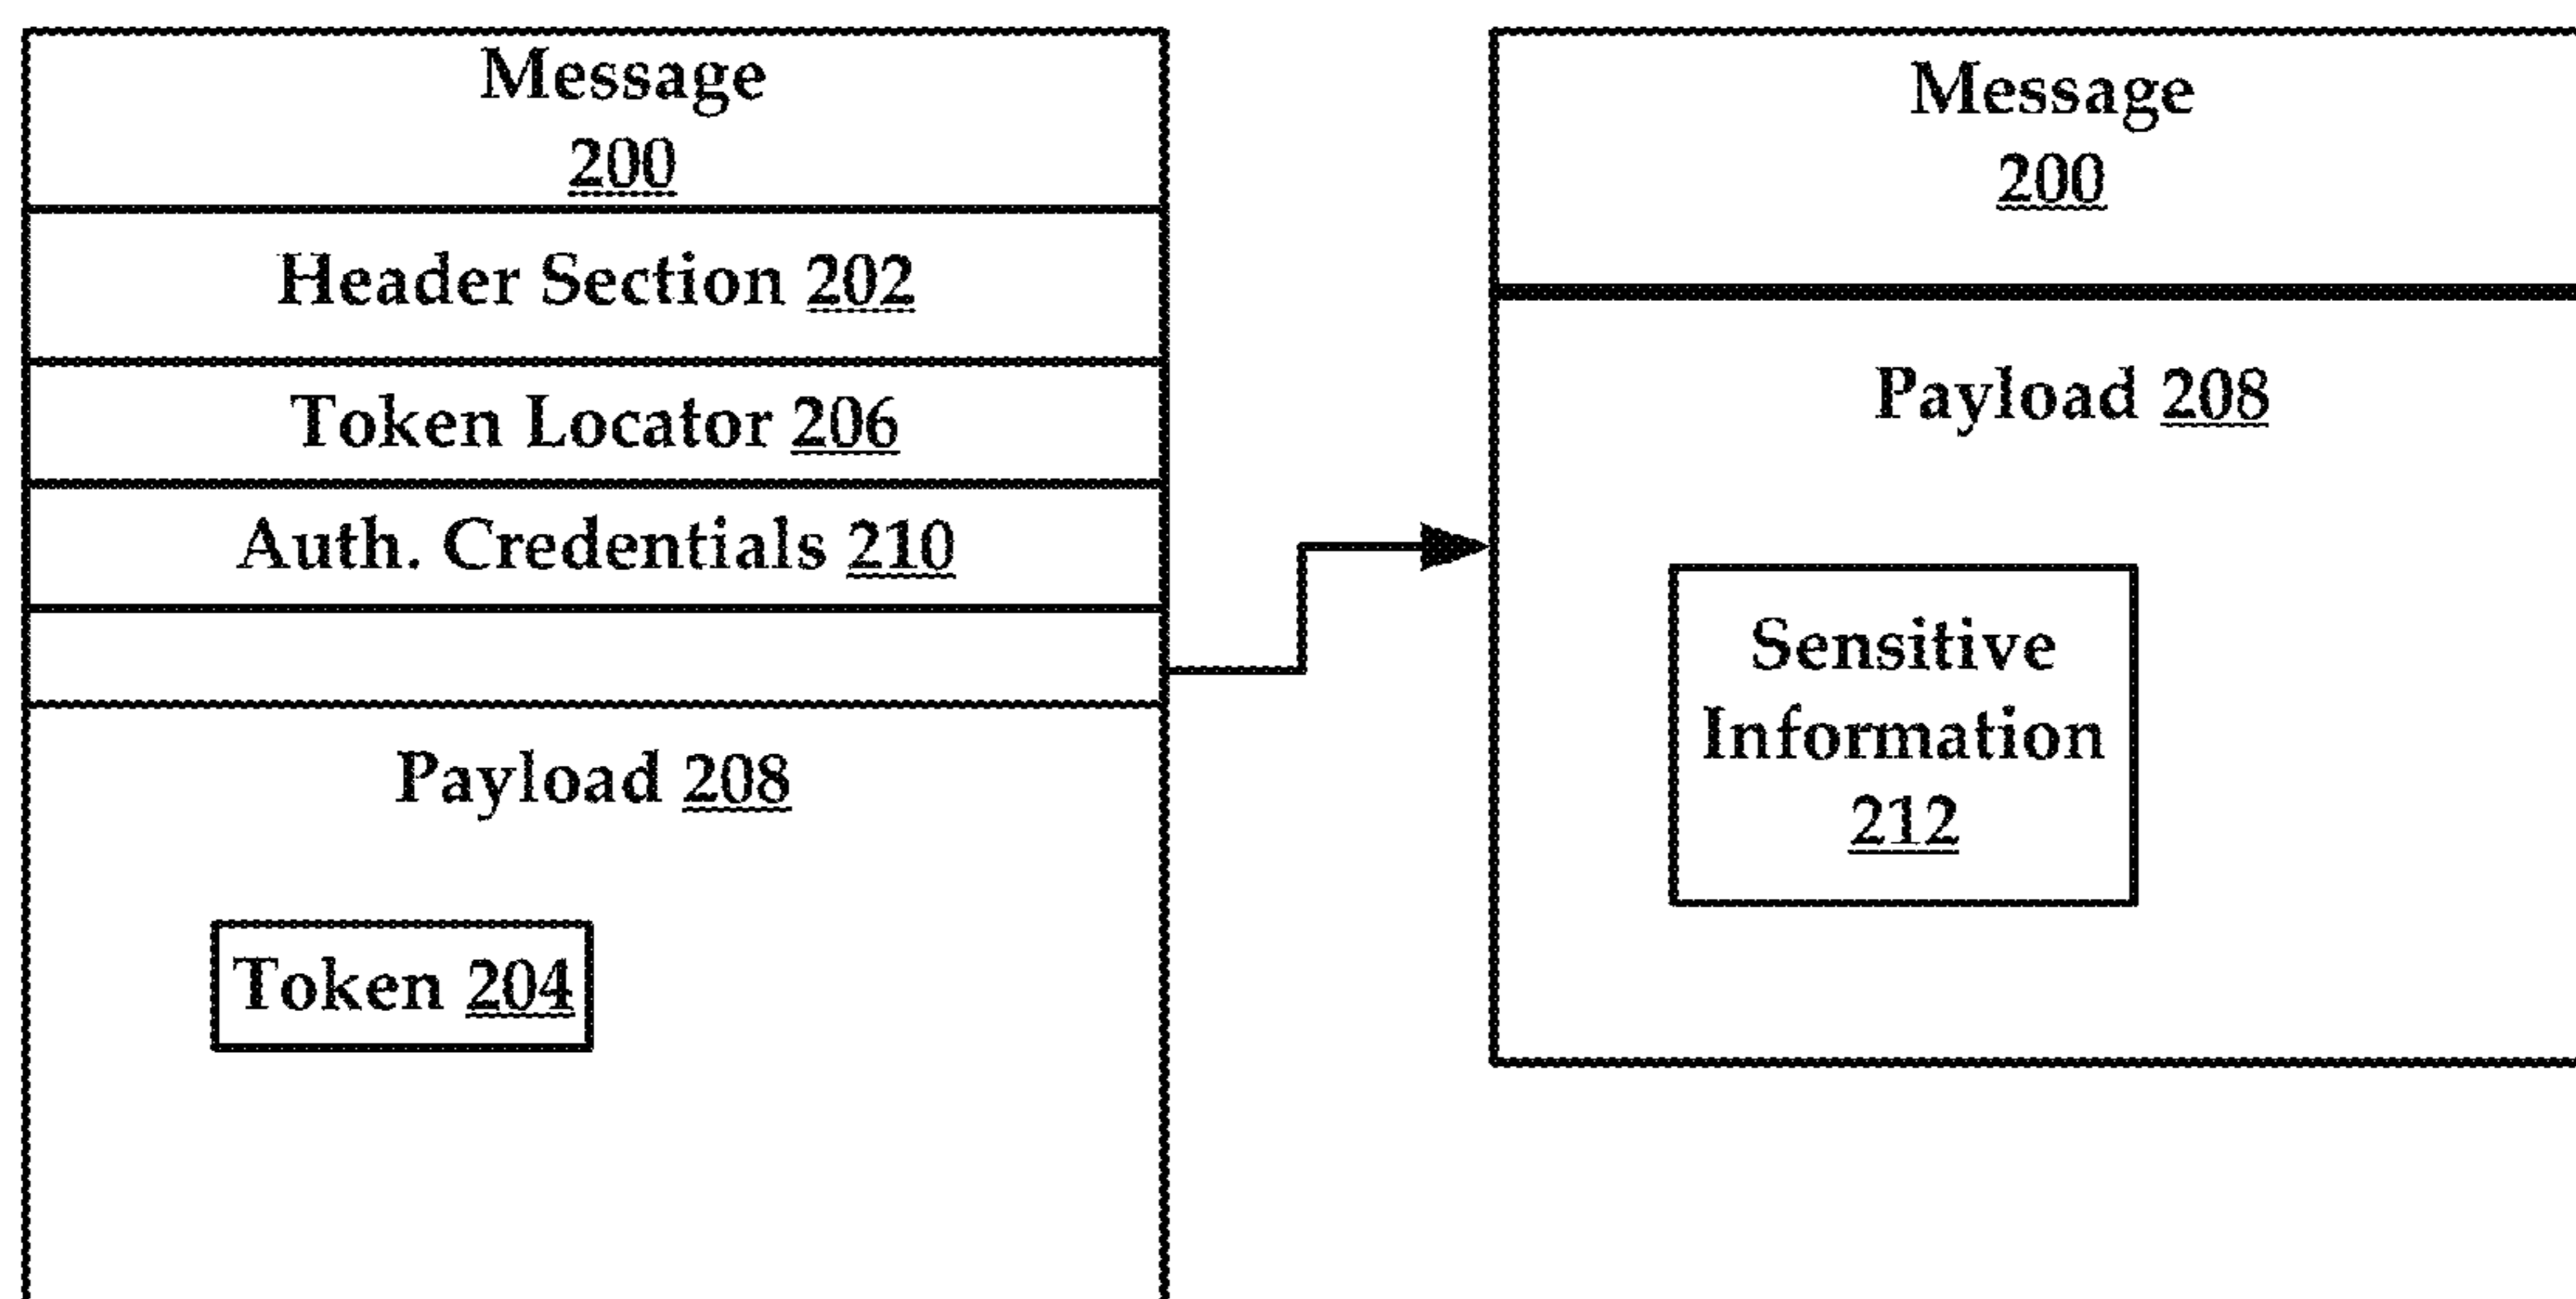 Message
200
Header Section 202
Token Locator 206
Auth. Credentials 210
Payload 208
Token 204
Message
200
Payload 208
Sensitive
Information
212